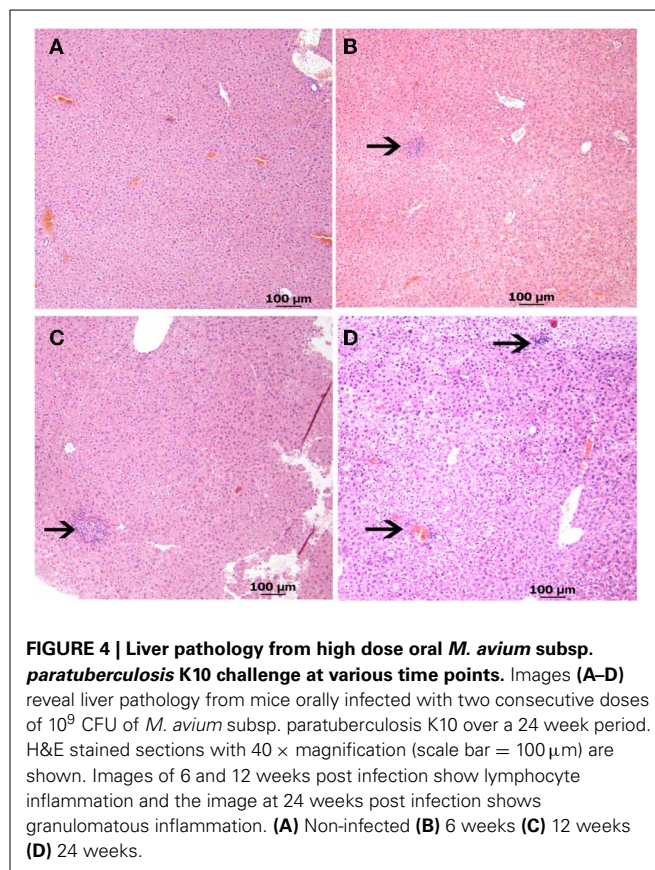 A
B
100 µm
100 µm
C
D
100 µm
100 µm
FIGURE 4 | Liver pathology from high dose oral M. avium subsp.
paratuberculosis K10 challenge at various time points. Images (A–D)
reveal liver pathology from mice orally infected with two consecutive doses
of 10⁹ CFU of M. avium subsp. paratuberculosis K10 over a 24 week period.
H&E stained sections with 40 × magnification (scale bar = 100 µm) are
shown. Images of 6 and 12 weeks post infection show lymphocyte
inflammation and the image at 24 weeks post infection shows
granulomatous inflammation. (A) Non-infected (B) 6 weeks (C) 12 weeks
(D) 24 weeks.